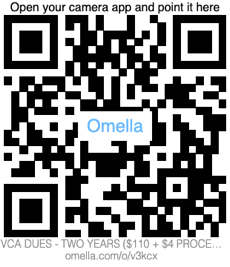 Open your camera app and point it here
Omella
VCA DUES - TWO YEARS ($110 + $4 PROCE...
omella.com/o/v3kcx